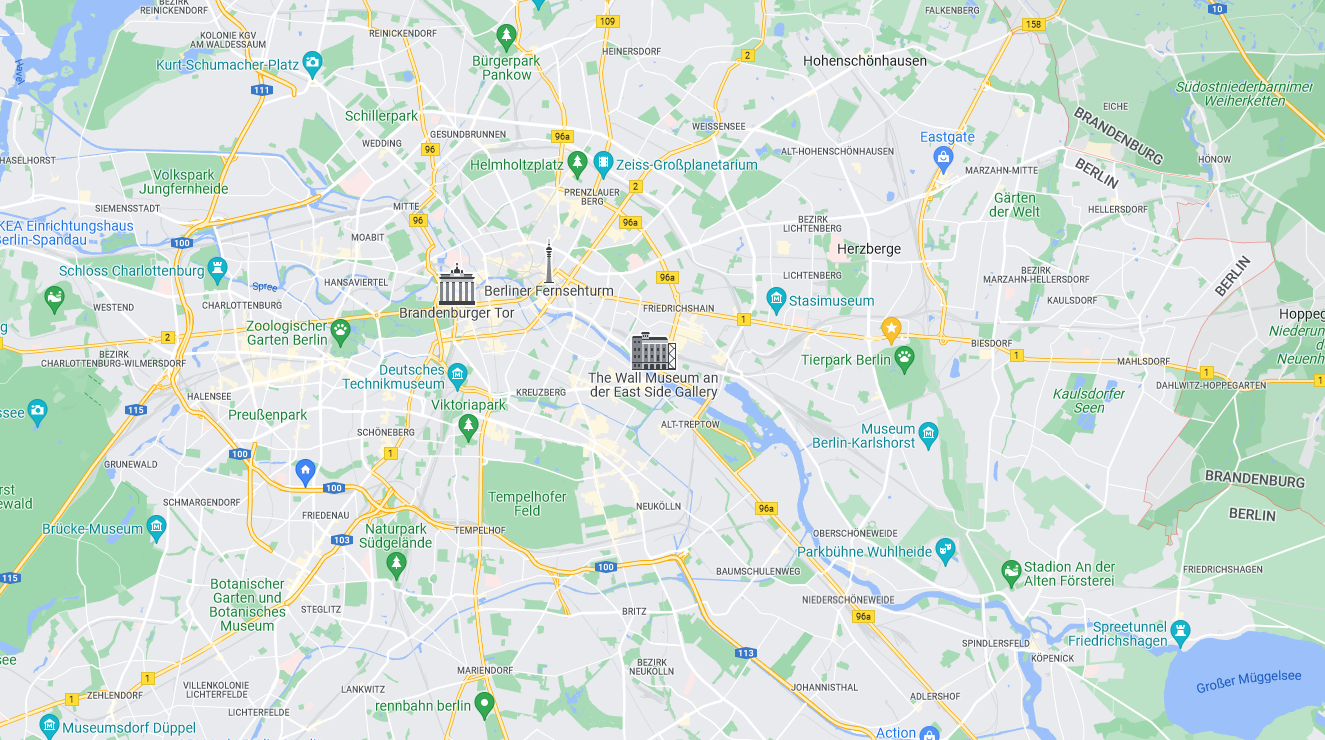 BEZIRK
REINICKENDORF
109
FALKENBERG
10
158
KOLONIE KGV
AM WALDESSAUM
REINICKENDORF
HEINERSDORF
2
Hohenschönhausen
Kurt-Schumacher-Platz
Bürgerpark
Pankow
Havel
111
Südostniederbarnimer
Weiherketten
EICHE
Schillerpark
GESUNDBRUNNEN
96a
WEISSENSEE
BRANDENBURG
BERLIN
Eastgate
WEDDING
96
ALT-HOHENSCHÖNHAUSEN
HASELHORST
Helmholtzplatz
Zeiss-Großplanetarium
MARZAHN-MITTE
HÖNOW
Volkspark
Jungfernheide
2
PRENZLAUER
BERG
SIEMENSSTADT
MITTE
96
96a
BEZIRK
LICHTENBERG
Gärten
der Welt
HELLERSDORF
KEA Einrichtungshaus
Berlin-Spandau
100
MOABIT
Herzberge
Schloss Charlottenburg
Spree
HANSAVIERTEL
Berliner Fernsehturm
96a
LICHTENBERG
BEZIRK
MARZAHN-HELLERSDORF
BERLIN
WESTEND
CHARLOTTENBURG
Brandenburger Tor
FRIEDRICHSHAIN
1
Stasimuseum
KAULSDORF
Hoppeg
g
2
Zoologischer
Garten Berlin
BIESDORF
Niederun
de
Neuenh
BEZIRK
CHARLOTTENBURG-WILMERSDORF
Tierpark Berlin
1
MAHLSDORF
1
1
Deutsches
Technikmuseum
The Wall Museum an
der East Side Gallery
DAHLWITZ-HOPPEGARTEN
HALENSEE
KREUZBERG
Kaulsdorfer
Seen
see
115
Preußenpark
Viktoriapark
ALT-TREPTOW
Museum
Berlin-Karlshorst
SCHÖNEBERG
100
1
GRUNEWALD
100
BRANDENBURG
BERLIN
rst
ewald
SCHMARGENDORF
FRIEDENAU
Tempelhofer
Feld
NEUKÖLLN
96a
Brücke-Museum
103
Naturpark
Südgelände
TEMPELHOF
OBERSCHÖNEWEIDE
Parkbühne Wuhlheide
115
100
BAUMSCHULENWEG
Stadion An der
Alten Försterei
FRIEDRICHSHAGEN
Botanischer
Garten und
Botanisches
Museum
STEGLITZ
BRITZ
NIEDERSCHÖNEWEIDE
96a
Spreetunnel
Friedrichshagen
see
113
SPINDLERSFELD
KÖPENICK
BEZIRK
NEUKÖLLN
MARIENDORF
1
1
ZEHLENDORF
VILLENKOLONIE
LICHTERFELDE
LANKWITZ
JOHANNISTHAL
ADLERSHOF
Großer Müggelsee
LICHTERFELDE
rennbahn berlin
Museumsdorf Düppel
Action